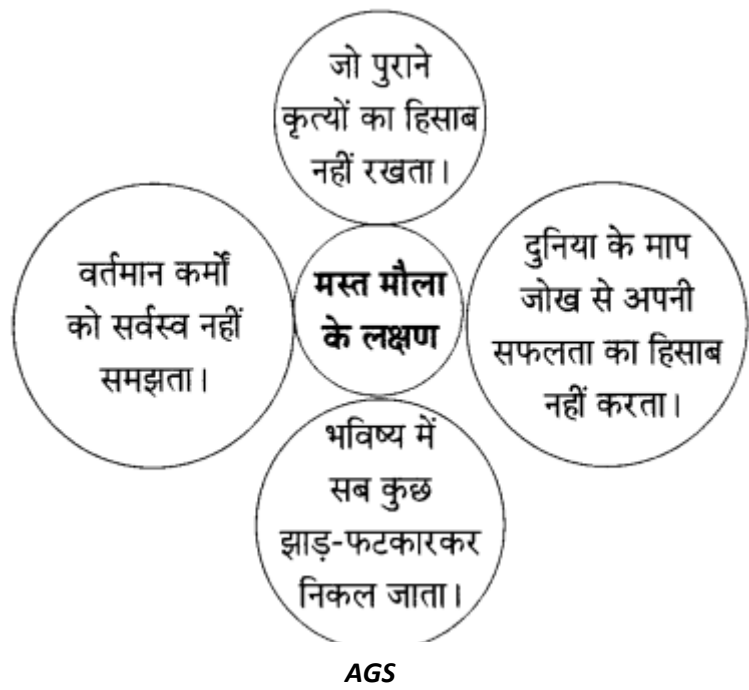 जो पुराने
कृत्यों का हिसाब
नहीं रखता।
वर्तमान कर्मों
को सर्वस्व नहीं
समझता।
मस्त मौला
के लक्षण
दुनिया के माप
जोख से अपनी
सफलता का हिसाब
नहीं करता।
भविष्य में
सब कुछ
झाड़-फटकारकर
निकल जाता।
AGS